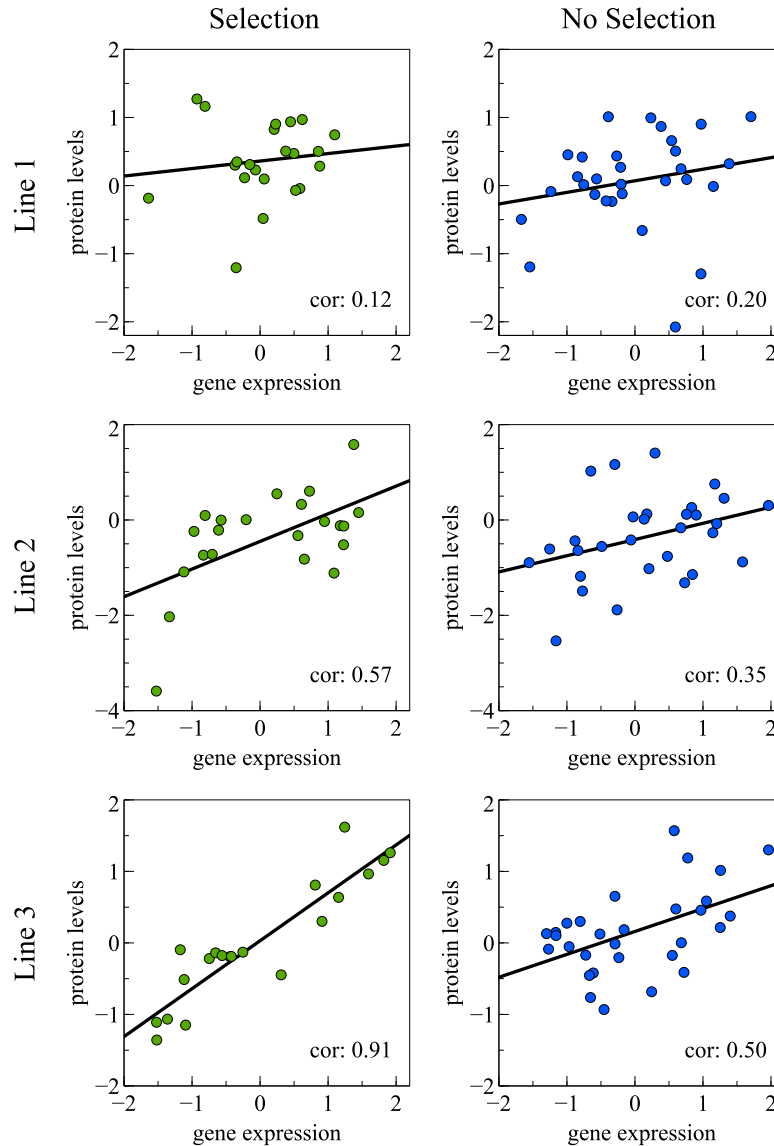 Selection
No Selection
Line 1
protein levels
2
1
0
−1
−2
−2
−1
0
1
2
gene expression
cor: 0.12
protein levels
2
1
0
−1
−2
−2
−1
0
1
2
gene expression
cor: 0.20
Line 2
protein levels
2
0
−2
−4
−2
−1
0
1
2
gene expression
cor: 0.57
protein levels
2
0
−2
−4
−2
−1
0
1
2
gene expression
cor: 0.35
Line 3
protein levels
2
1
0
−1
−2
−2
−1
0
1
2
gene expression
cor: 0.91
protein levels
2
1
0
−1
−2
−2
−1
0
1
2
gene expression
cor: 0.50